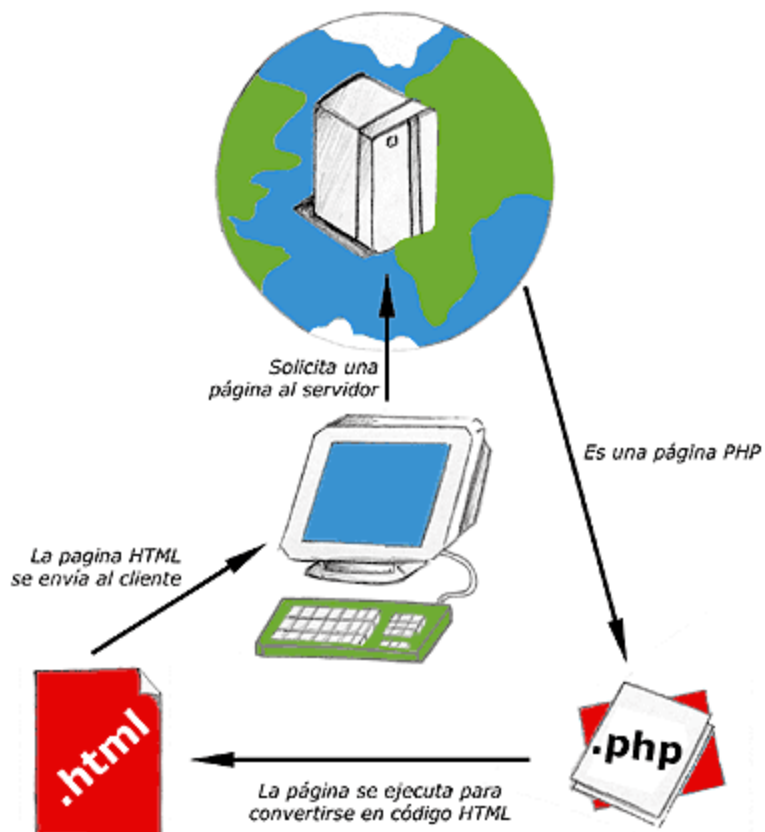 Solicita una
página al servidor
Es una página PHP
La pagina HTML
se envía al cliente
.html
.php
La página se ejecuta para
convertirse en código HTML